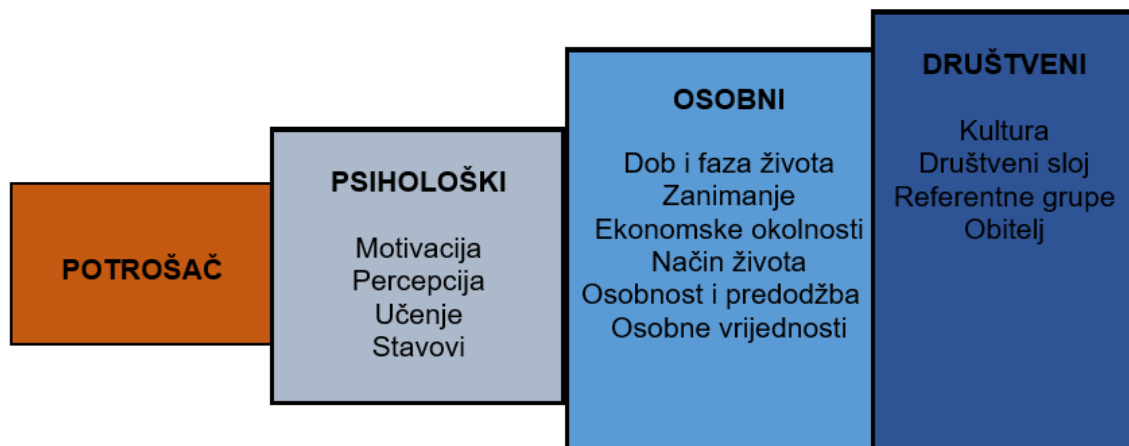 POTROŠAČ
PSIHOLOŠKI
Motivacija
Percepcija
Učenje
Stavovi
OSOBNI
Dob i faza života
Zanimanje
Ekonomske okolnosti
Način života
Osobnost i predodžba
Osobne vrijednosti
DRUŠTVENI
Kultura
Društveni sloj
Referentne grupe
Obitelj